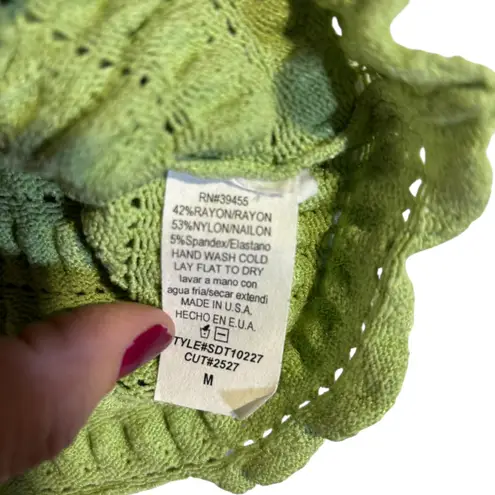 RN#39455
42%RAYON/RAYON
53%NYLON/NAILON
5%Spandex/Elastano
HAND WASH COLD
LAY FLAT TO DRY
lavar a mano con
agua fria/secar extendi
MADE IN U.S.A.
HECHO EN E.U.A.
TYLE#SDT10227
CUT#2527
M